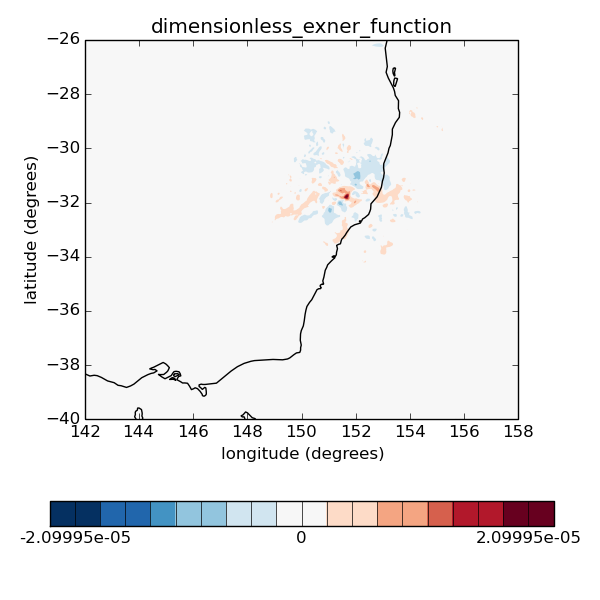 dimensionless_exner_function
−26
−28
−30
−32
−34
−36
−38
−40
latitude (degrees)
142 144 146 148 150 152 154 156 158
longitude (degrees)
-2.09995e-05 0 2.09995e-05